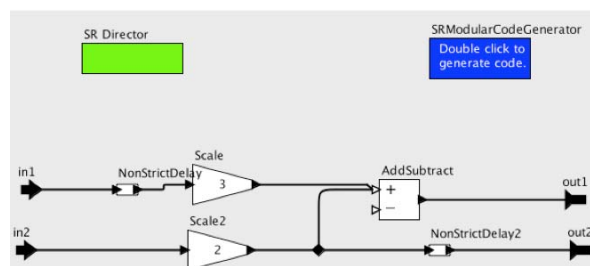 SR Director
SRModularCodeGenerator
Double click to
generate code.
Scale
in1
NonStrictDelay
3
AddSubtract
+
−
out1
Scale2
in2
2
NonStrictDelay2
out2